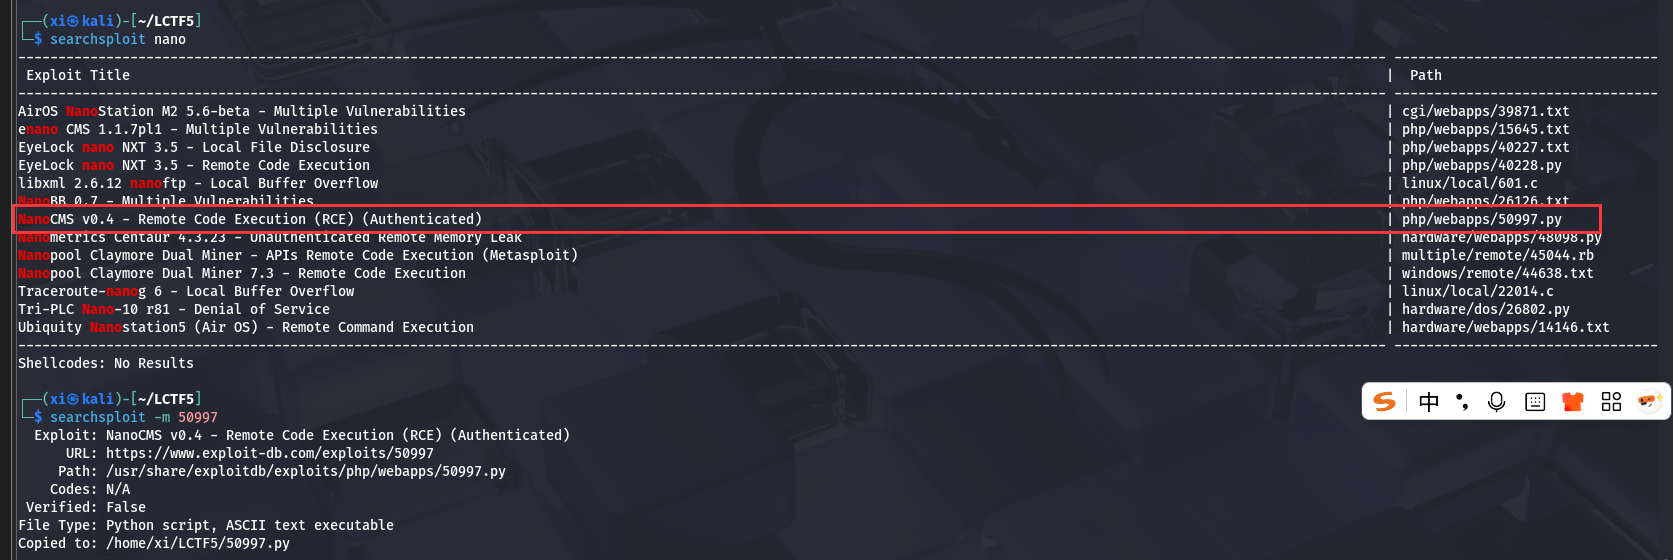 ┌──(xi㉿kali)-[~/LCTF5]
└─$ searchsploit nano
---------------------------------------------------------------------------------------------------------------- ---------------------------------
Exploit Title | Path
---------------------------------------------------------------------------------------------------------------- ---------------------------------
AirOS NanoStation M2 5.6-beta - Multiple Vulnerabilities | cgi/webapps/39871.txt
enano CMS 1.1.7pl1 - Multiple Vulnerabilities | php/webapps/15645.txt
EyeLock nano NXT 3.5 - Local File Disclosure | php/webapps/40227.txt
EyeLock nano NXT 3.5 - Remote Code Execution | php/webapps/40228.py
libxml 2.6.12 nanoftp - Local Buffer Overflow | linux/local/601.c
NanoBB 0.7 - Multiple Vulnerabilities | php/webapps/26126.txt
NanoCMS v0.4 - Remote Code Execution (RCE) (Authenticated) | php/webapps/50997.py
Nanometrics Centaur 4.3.23 - Unauthenticated Remote Memory Leak | hardware/webapps/48098.py
Nanopool Claymore Dual Miner - APIs Remote Code Execution (Metasploit) | multiple/remote/45044.rb
Nanopool Claymore Dual Miner 7.3 - Remote Code Execution | windows/remote/44638.txt
Traceroute-nanog 6 - Local Buffer Overflow | linux/local/22014.c
Tri-PLC Nano-10 r81 - Denial of Service | hardware/dos/26802.py
Ubiquity Nanostation5 (Air OS) - Remote Command Execution | hardware/webapps/14146.txt
---------------------------------------------------------------------------------------------------------------- ---------------------------------
Shellcodes: No Results
┌──(xi㉿kali)-[~/LCTF5]
└─$ searchsploit -m 50997
Exploit: NanoCMS v0.4 - Remote Code Execution (RCE) (Authenticated)
URL: https://www.exploit-db.com/exploits/50997
Path: /usr/share/exploitdb/exploits/php/webapps/50997.py
Codes: N/A
Verified: False
File Type: Python script, ASCII text executable
Copied to: /home/xi/LCTF5/50997.py
S 中